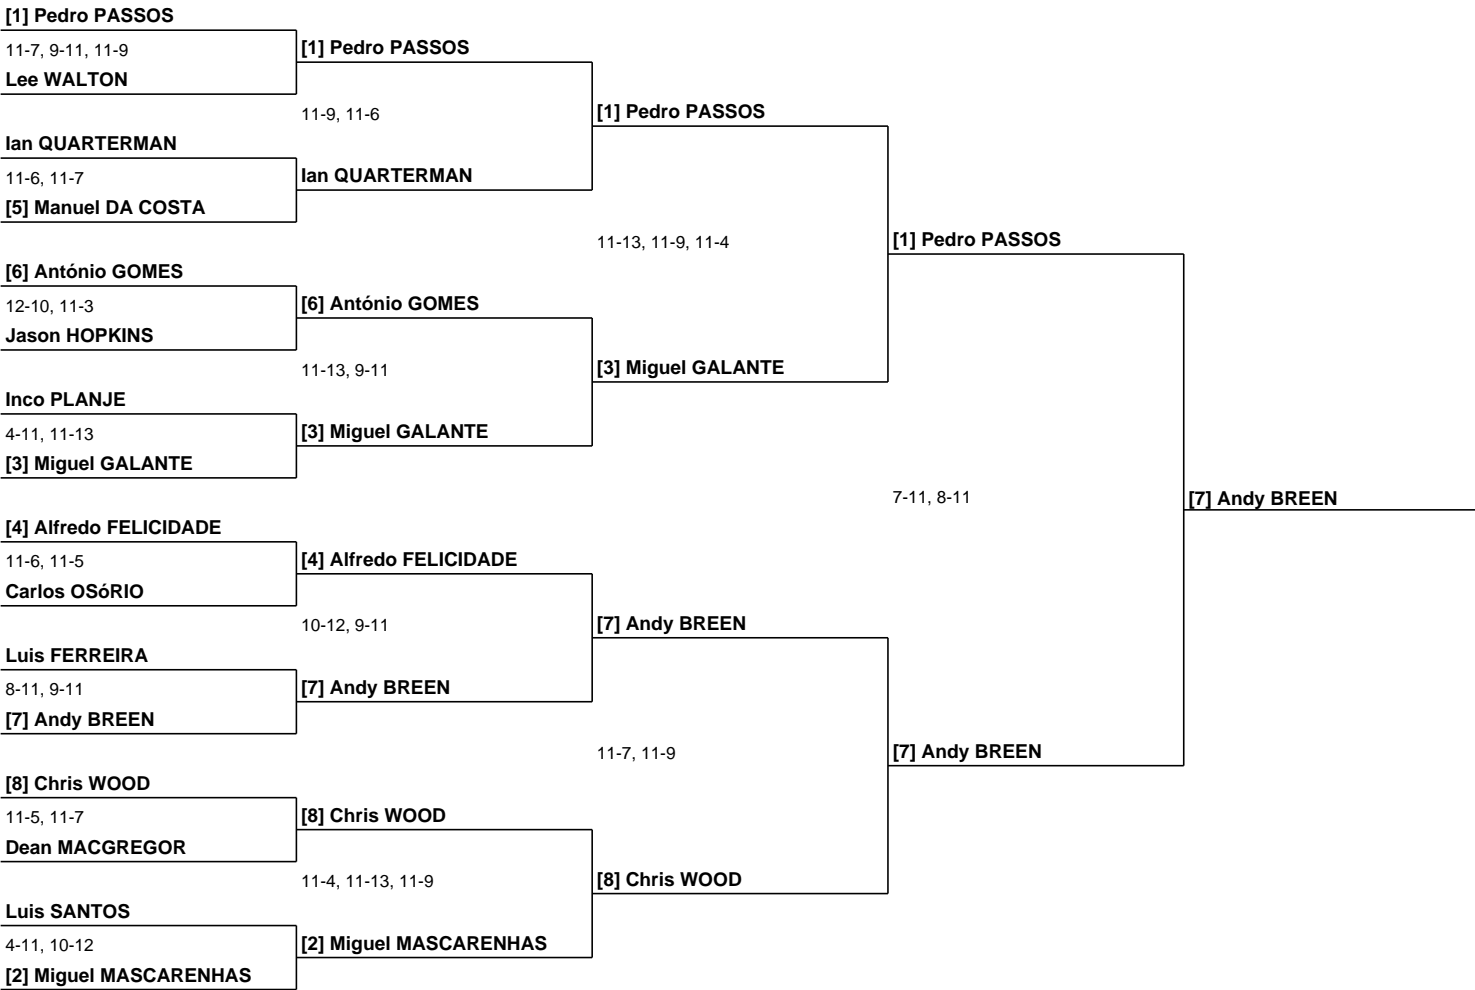 [1] Pedro PASSOS
11-7, 9-11, 11-9
Lee WALTON
Ian QUARTERMAN
11-6, 11-7
[5] Manuel DA COSTA
[6] António GOMES
12-10, 11-3
Jason HOPKINS
Inco PLANJE
4-11, 11-13
[3] Miguel GALANTE
[4] Alfredo FELICIDADE
11-6, 11-5
Carlos OSóRIO
Luis FERREIRA
8-11, 9-11
[7] Andy BREEN
[8] Chris WOOD
11-5, 11-7
Dean MACGREGOR
Luis SANTOS
4-11, 10-12
[2] Miguel MASCARENHAS
[1] Pedro PASSOS
11-9, 11-6
Ian QUARTERMAN
[6] António GOMES
11-13, 9-11
[3] Miguel GALANTE
[4] Alfredo FELICIDADE
10-12, 9-11
[7] Andy BREEN
[8] Chris WOOD
11-4, 11-13, 11-9
[2] Miguel MASCARENHAS
[1] Pedro PASSOS
11-13, 11-9, 11-4
[3] Miguel GALANTE
[7] Andy BREEN
11-7, 11-9
[8] Chris WOOD
[1] Pedro PASSOS
7-11, 8-11
[7] Andy BREEN
[7] Andy BREEN